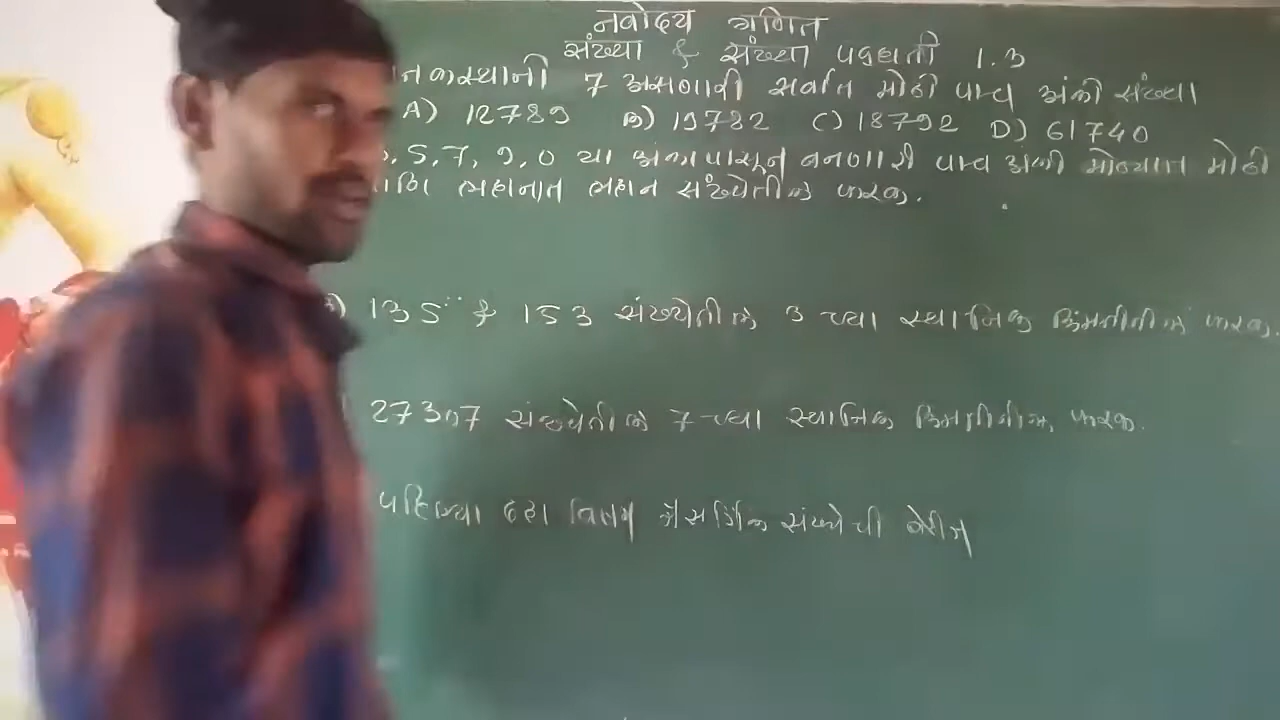 नवोदय गणित
संख्या & संख्या पद्धती 1.3
स्थानी 7 असणारी सर्वात मोठी पाच अंकी संख्या
A) 12789 B) 19782 C) 18792 D) 61740
5, 7, 9, 0 या अंकापासून बनणारी पाच अंकी मोठ्यात मोठी
आणि लहानात लहान संख्येतील फरक.
135 & 153 संख्येतील 3 च्या स्थानिक किंमतीतील फरक.
27307 संख्येतील 7 च्या स्थानिक किंमतीतील फरक.
पहिल्या दहा विषम नैसर्गिक संख्येची बेरीज